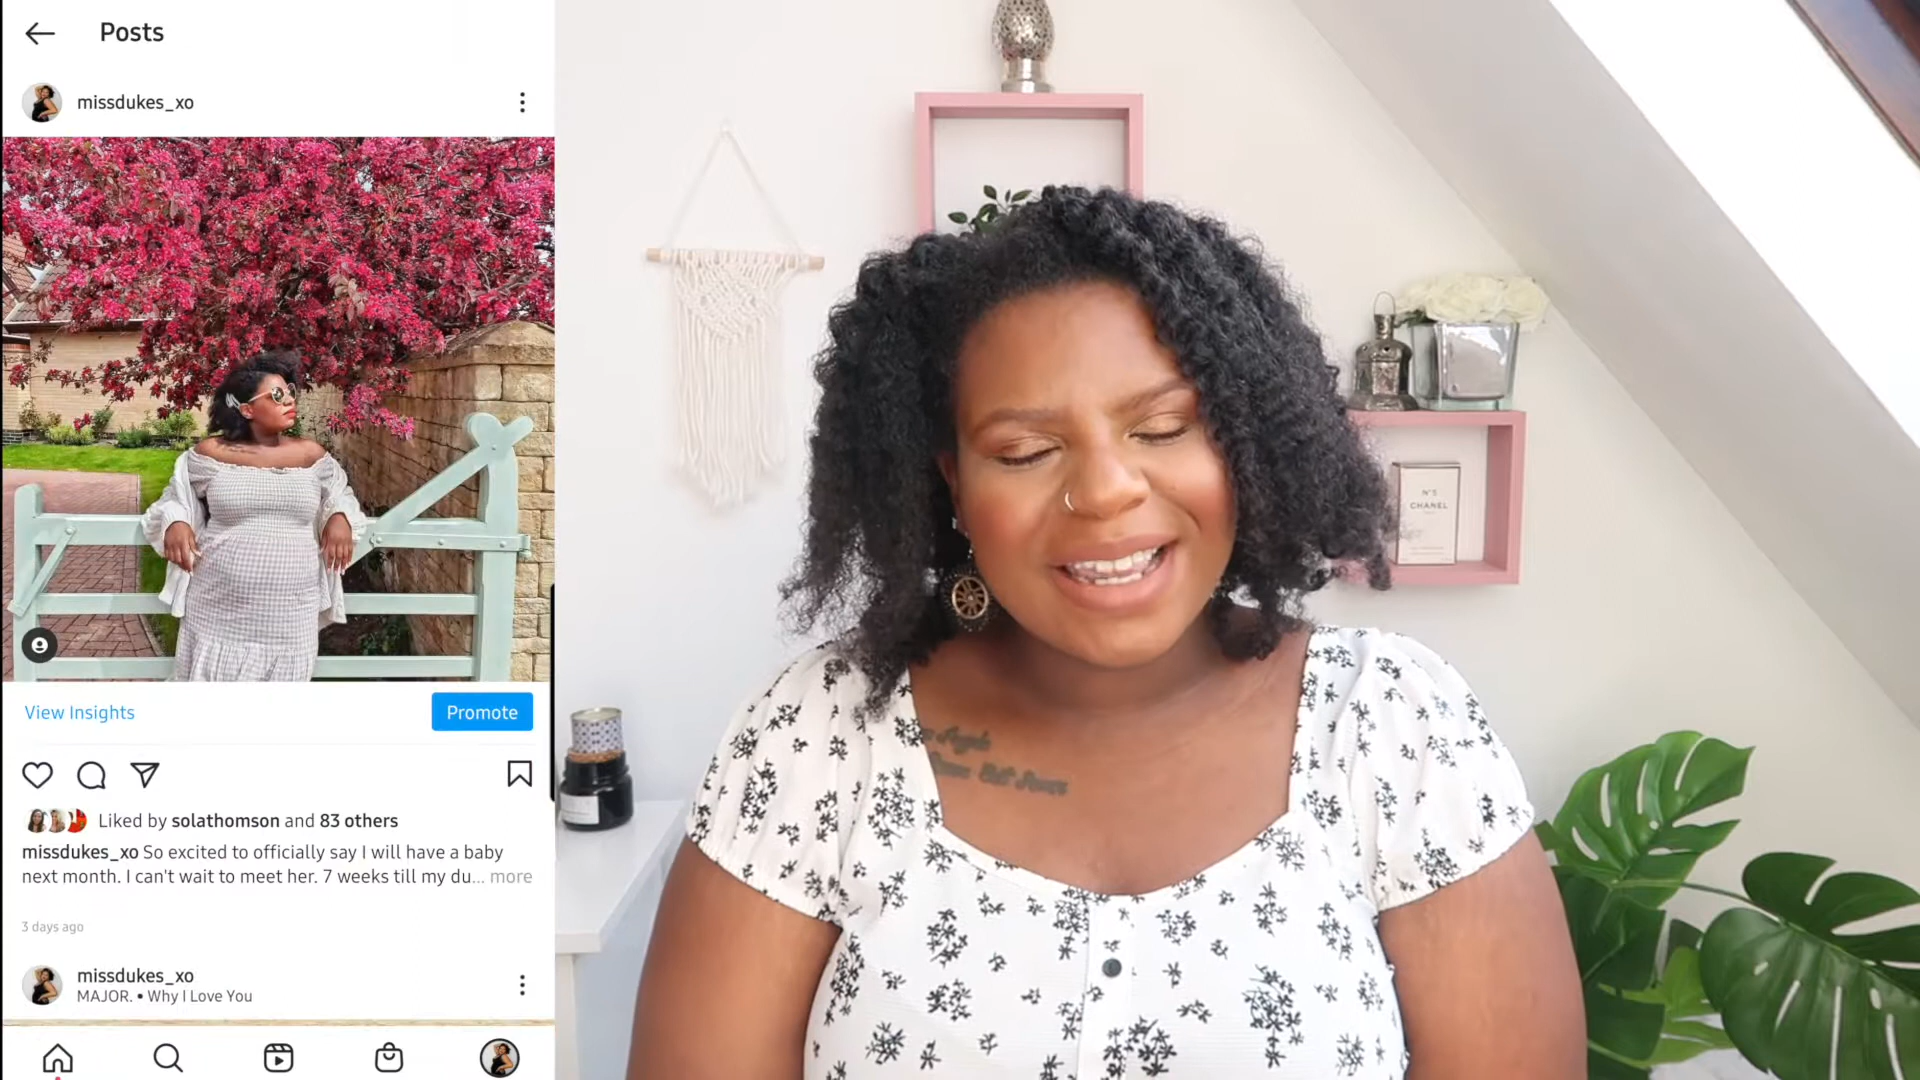 Posts
missdukes_xo
View Insights
Promote
Liked by solathomson and 83 others
missdukes_xo So excited to officially say I will have a baby
next month. I can't wait to meet her. 7 weeks till my du... more
3 days ago
missdukes_xo
MAJOR. • Why I Love You
N°5
CHANEL